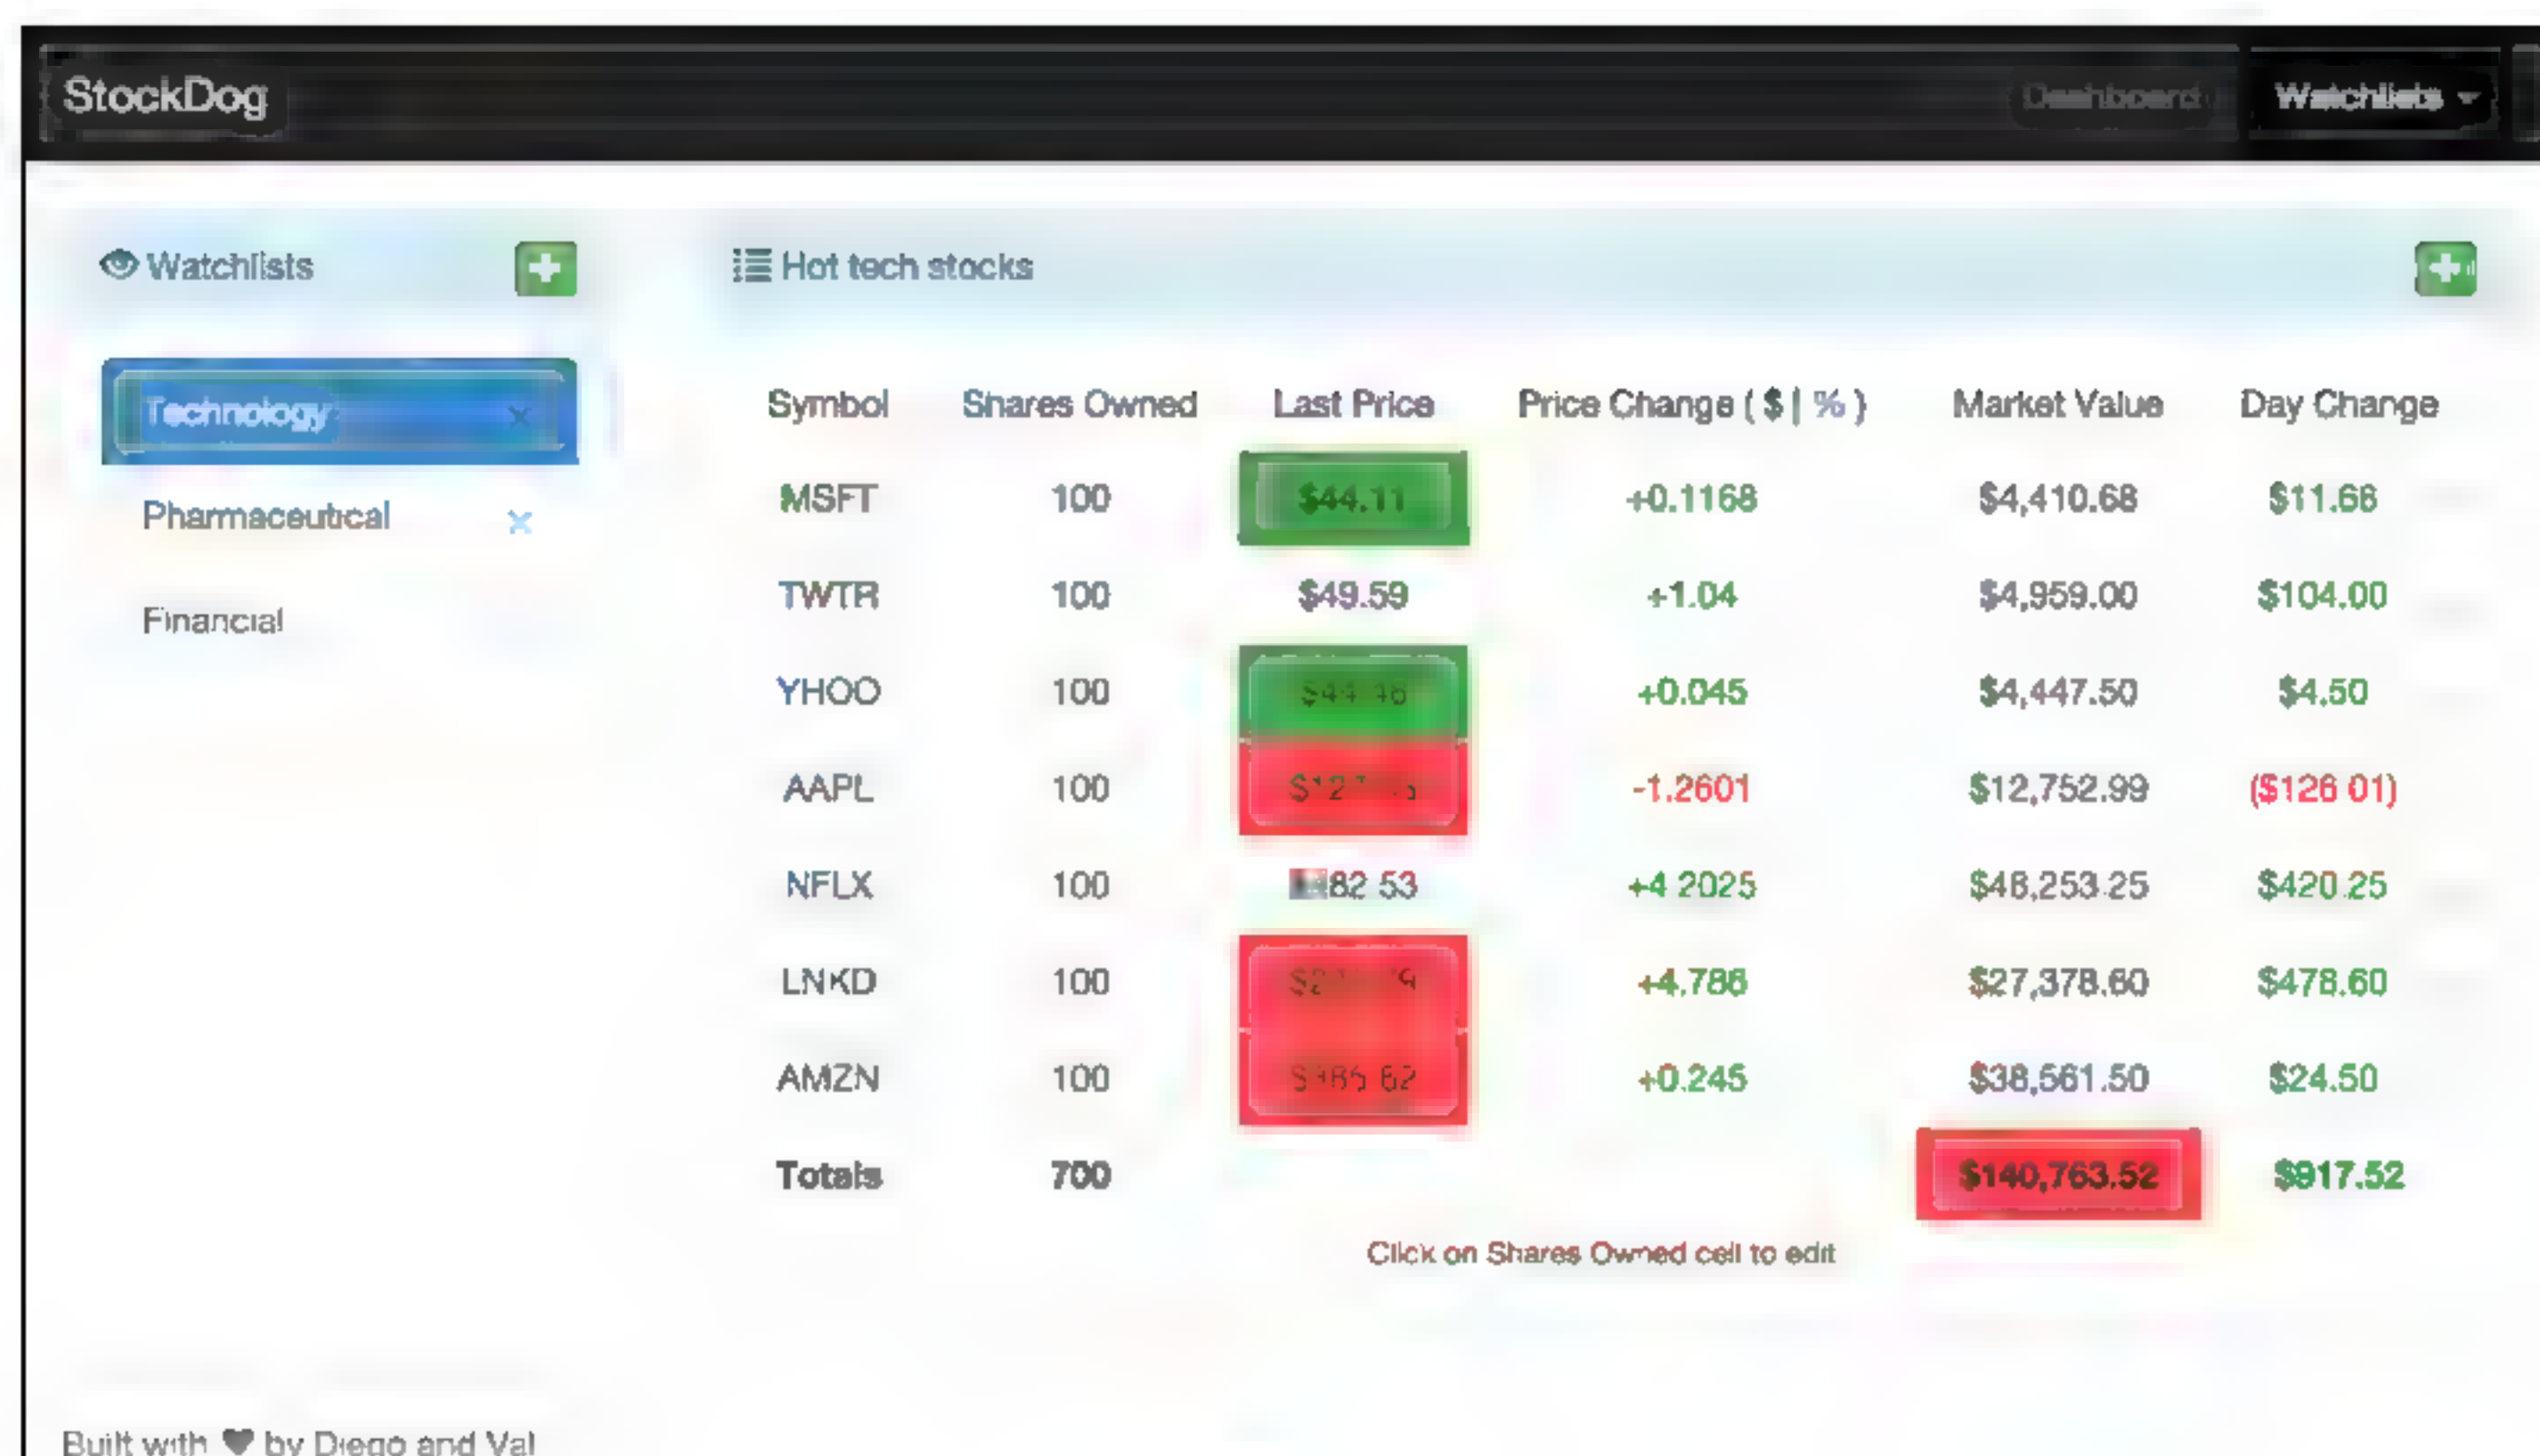 StockDog Dashboard Watchlists
Watchlists
Hot tech stocks
Technology ×
Pharmaceutical ×
Financial
Symbol Shares Owned Last Price Price Change ( $ | % ) Market Value Day Change
MSFT 100 $44.11 +0.1168 $4,410.68 $11.68
TWTR 100 $49.59 +1.04 $4,959.00 $104.00
YHOO 100 +0.045 $4,447.50 $4.50
AAPL 100 -1.2601 $12,752.99 ($126.01)
NFLX 100 +4.2025 $48,253.25 $420.25
LNKD 100 +4.786 $27,378.60 $478.60
AMZN 100 $385.62 +0.245 $38,561.50 $24.50
Totals 700 $140,763.52 $917.52
Click on Shares Owned cell to edit
Built with ♥ by Diego and Val